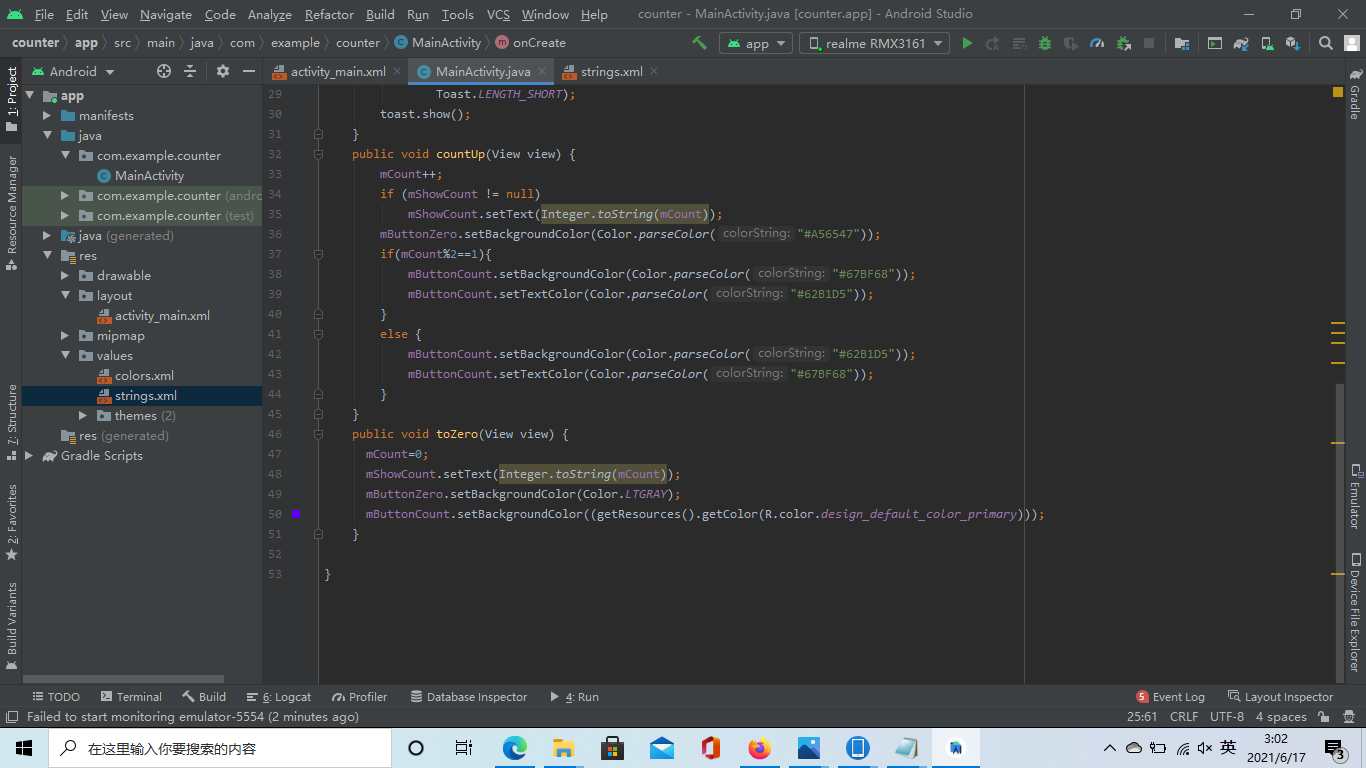 File Edit View Navigate Code Analyze Refactor Build Run Tools VCS Window Help counter - MainActivity.java [counter.app] - Android Studio
counter app src main java com example counter MainActivity onCreate app realme RMX3161
Android
activity_main.xml MainActivity.java strings.xml
1: Project
Resource Manager
7: Structure
2: Favorites
Build Variants
app
manifests
java
com.example.counter
MainActivity
com.example.counter (andro
com.example.counter (test)
java (generated)
res
drawable
layout
activity_main.xml
mipmap
values
colors.xml
strings.xml
themes (2)
res (generated)
Gradle Scripts
29 Toast.LENGTH_SHORT);
30 toast.show();
31 }
32 public void countUp(View view) {
33 mCount++;
34 if (mShowCount != null)
35 mShowCount.setText(Integer.toString(mCount));
36 mButtonZero.setBackgroundColor(Color.parseColor( colorString: "#A56547"));
37 if(mCount%2==1){
38 mButtonCount.setBackgroundColor(Color.parseColor( colorString: "#67BF68"));
39 mButtonCount.setTextColor(Color.parseColor( colorString: "#62B1D5"));
40 }
41 else {
42 mButtonCount.setBackgroundColor(Color.parseColor( colorString: "#62B1D5"));
43 mButtonCount.setTextColor(Color.parseColor( colorString: "#67BF68"));
44 }
45 }
46 public void toZero(View view) {
47 mCount=0;
48 mShowCount.setText(Integer.toString(mCount));
49 mButtonZero.setBackgroundColor(Color.LTGRAY);
50 mButtonCount.setBackgroundColor((getResources().getColor(R.color.design_default_color_primary)));
51 }
52
53 }
Gradle
Emulator
Device File Explorer
TODO Terminal Build 6: Logcat Profiler Database Inspector 4: Run 5 Event Log Layout Inspector
Failed to start monitoring emulator-5554 (2 minutes ago) 25:61 CRLF UTF-8 4 spaces
在这里输入你要搜索的内容
英
3:02
2021/6/17
3